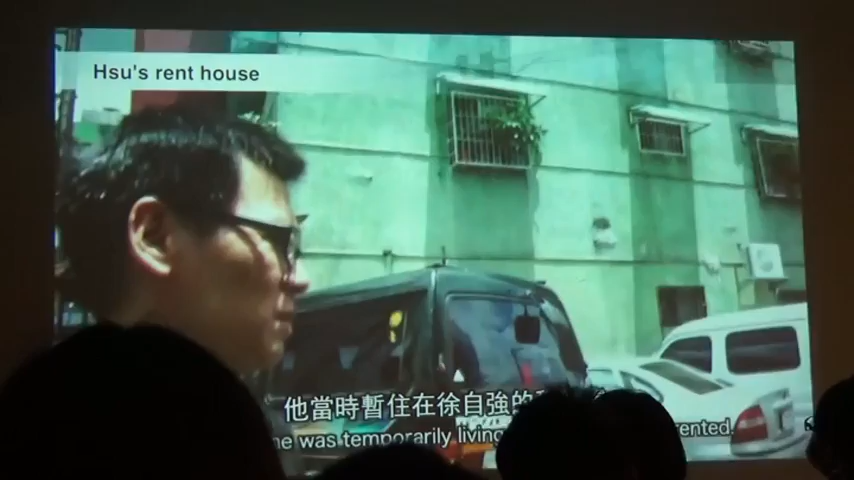 Hsu's rent house
他當時暫住在徐自強的
he was temporarily living rented.